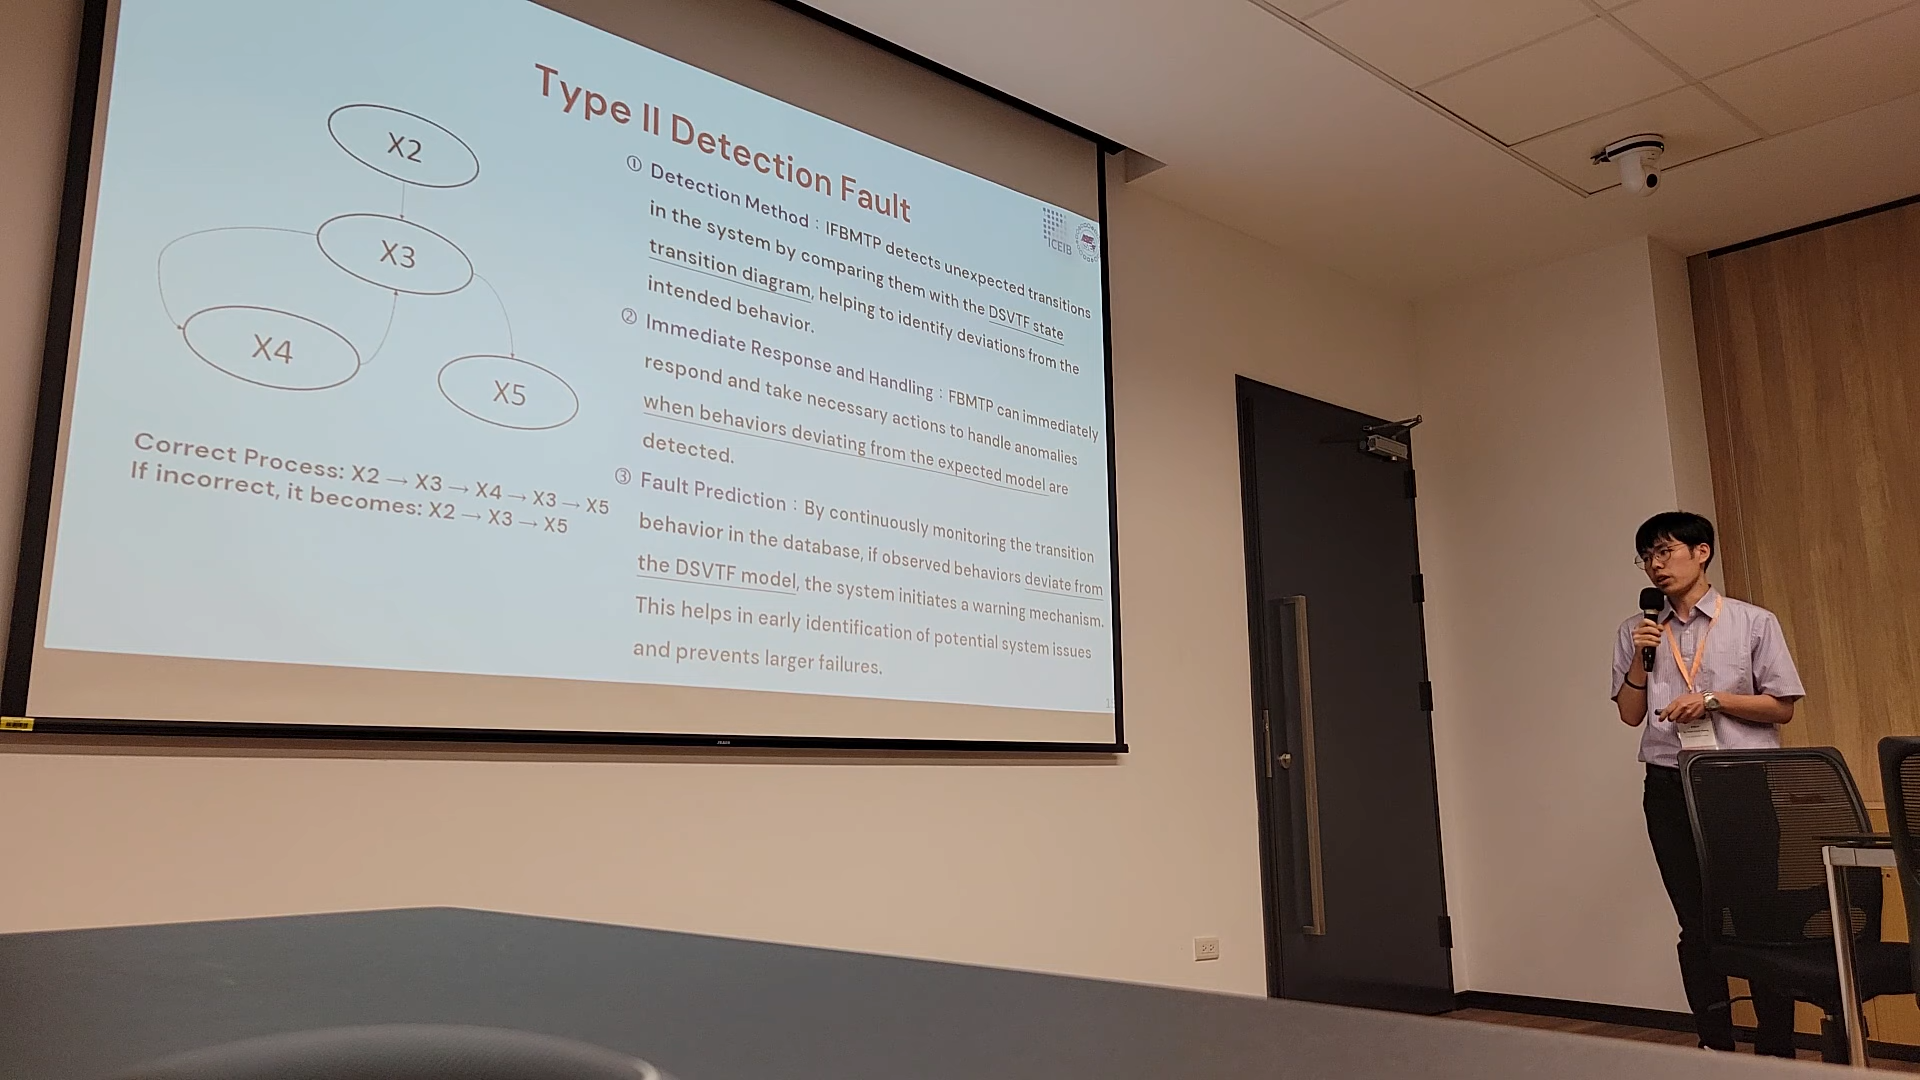 Type II Detection Fault
X2
X3
X4
X5
Correct Process: X2 → X3 → X4 → X3 → X5
If incorrect, it becomes: X2 → X3 → X5
① Detection Method：IFBMTP detects unexpected transitions
in the system by comparing them with the DSVTF state
transition diagram, helping to identify deviations from the
intended behavior.
② Immediate Response and Handling：FBMTP can immediately
respond and take necessary actions to handle anomalies
when behaviors deviating from the expected model are
detected.
③ Fault Prediction：By continuously monitoring the transition
behavior in the database, if observed behaviors deviate from
the DSVTF model, the system initiates a warning mechanism.
This helps in early identification of potential system issues
and prevents larger failures.
ICEIB